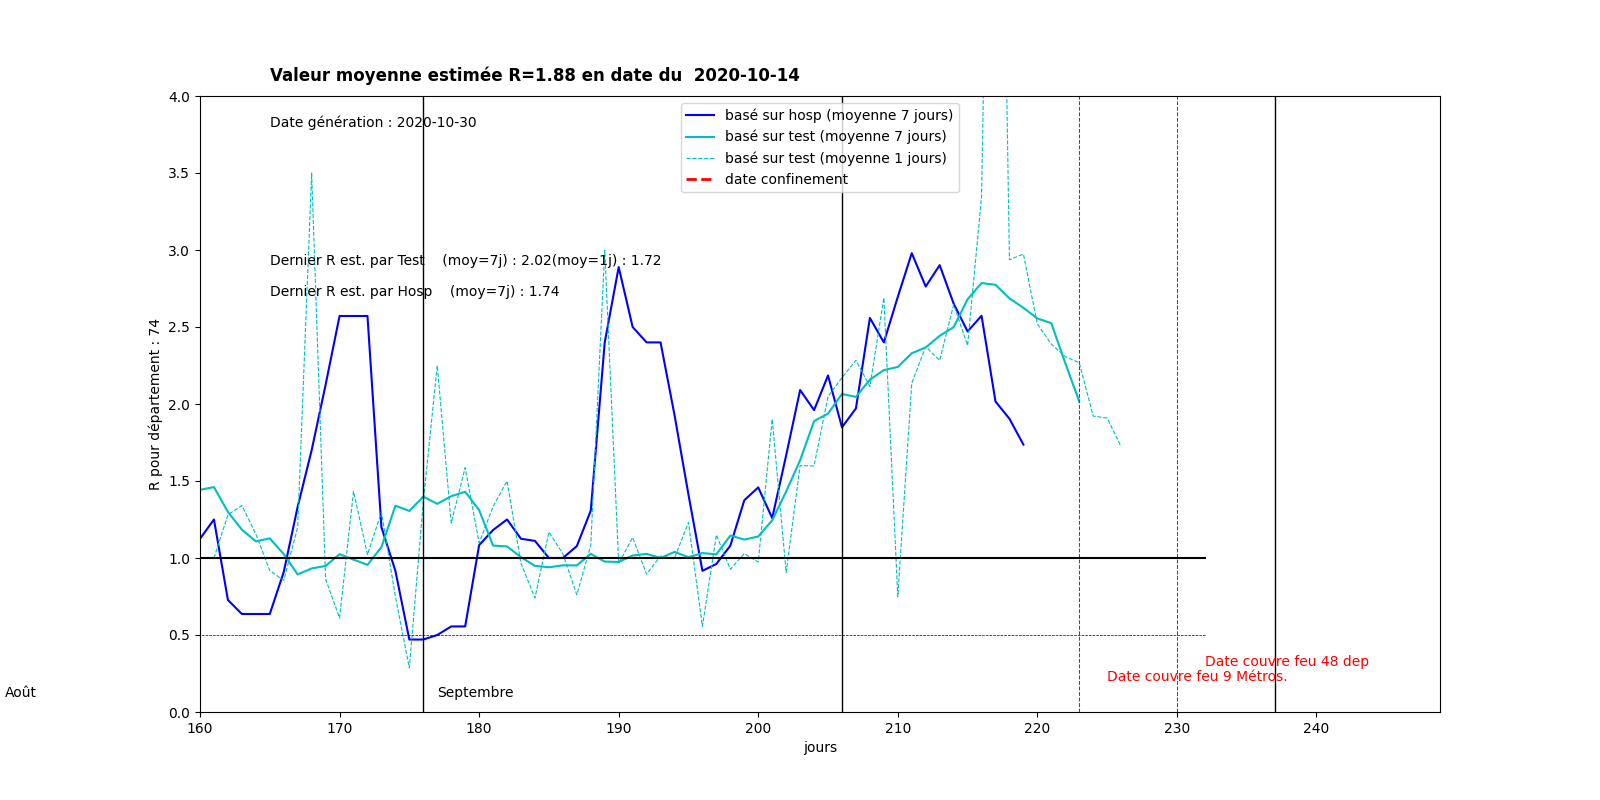 Valeur moyenne estimée R=1.88 en date du  2020-10-14
Date génération : 2020-10-30
basé sur hosp (moyenne 7 jours)
basé sur test (moyenne 7 jours)
basé sur test (moyenne 1 jours)
date confinement
Dernier R est. par Test    (moy=7j) : 2.02(moy=1j) : 1.72
Dernier R est. par Hosp    (moy=7j) : 1.74
R pour département : 74
4.0
3.5
3.0
2.5
2.0
1.5
1.0
0.5
0.0
Date couvre feu 48 dep
Date couvre feu 9 Métros.
Août
Septembre
160 170 180 190 200 210 220 230 240
jours